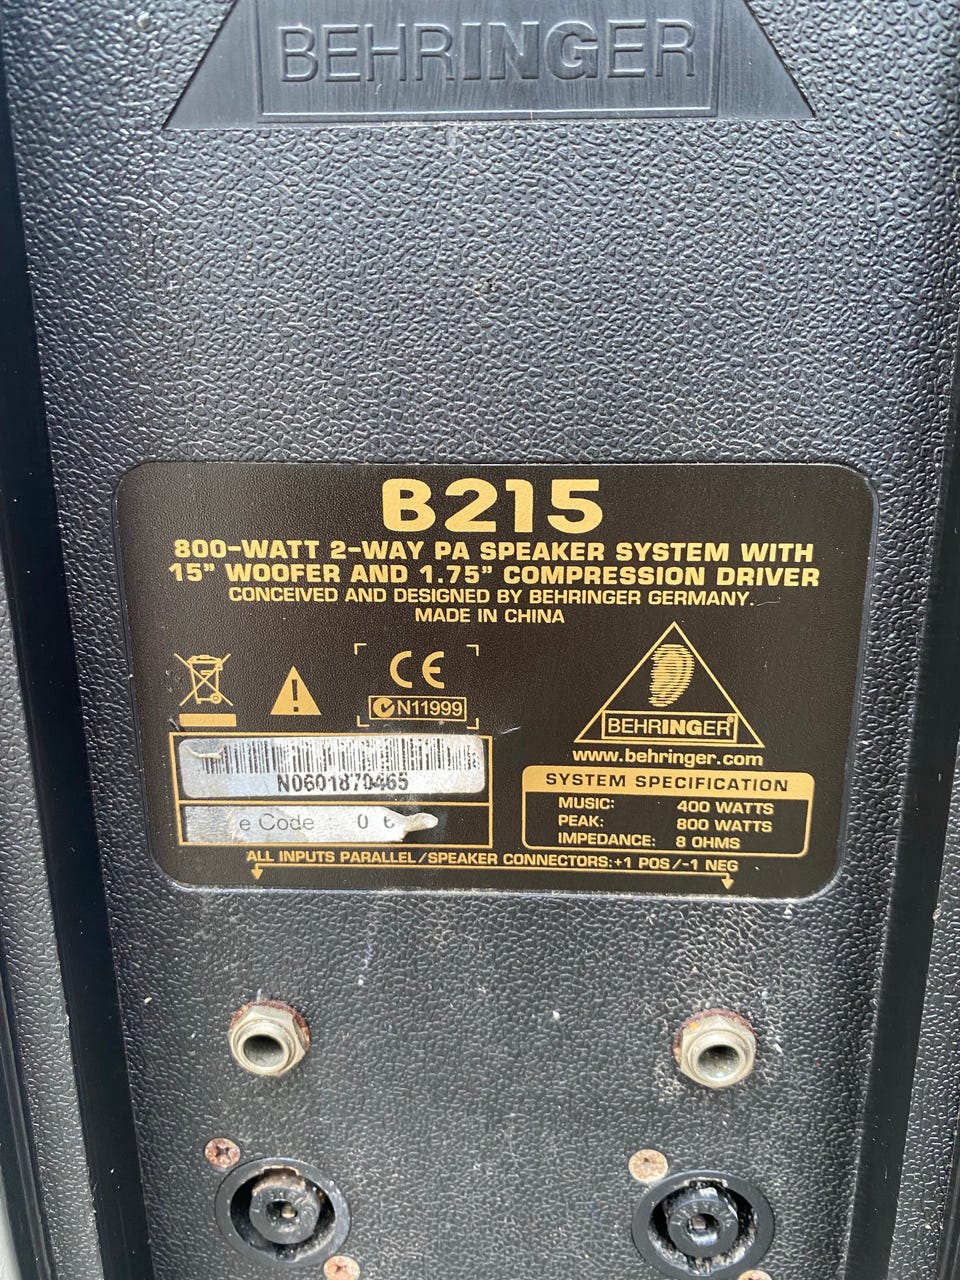 BEHRINGER
B215
800-WATT 2-WAY PA SPEAKER SYSTEM WITH
15" WOOFER AND 1.75" COMPRESSION DRIVER
CONCEIVED AND DESIGNED BY BEHRINGER GERMANY.
MADE IN CHINA
CE
N11999
BEHRINGER®
www.behringer.com
N0601870465
e Code 0
SYSTEM SPECIFICATION
MUSIC: 400 WATTS
PEAK: 800 WATTS
IMPEDANCE: 8 OHMS
ALL INPUTS PARALLEL/SPEAKER CONNECTORS:+1 POS/-1 NEG